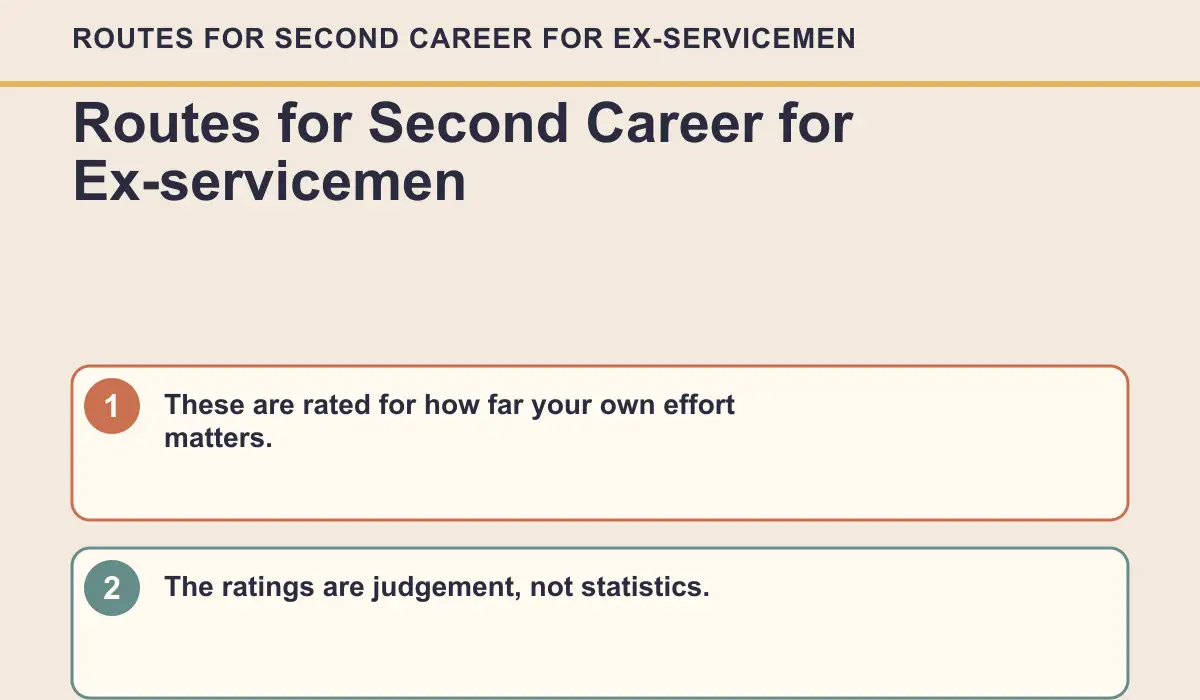 ROUTES FOR SECOND CAREER FOR EX-SERVICEMEN
Routes for Second Career for
Ex-servicemen
1
These are rated for how far your own effort
matters.
2
The ratings are judgement, not statistics.